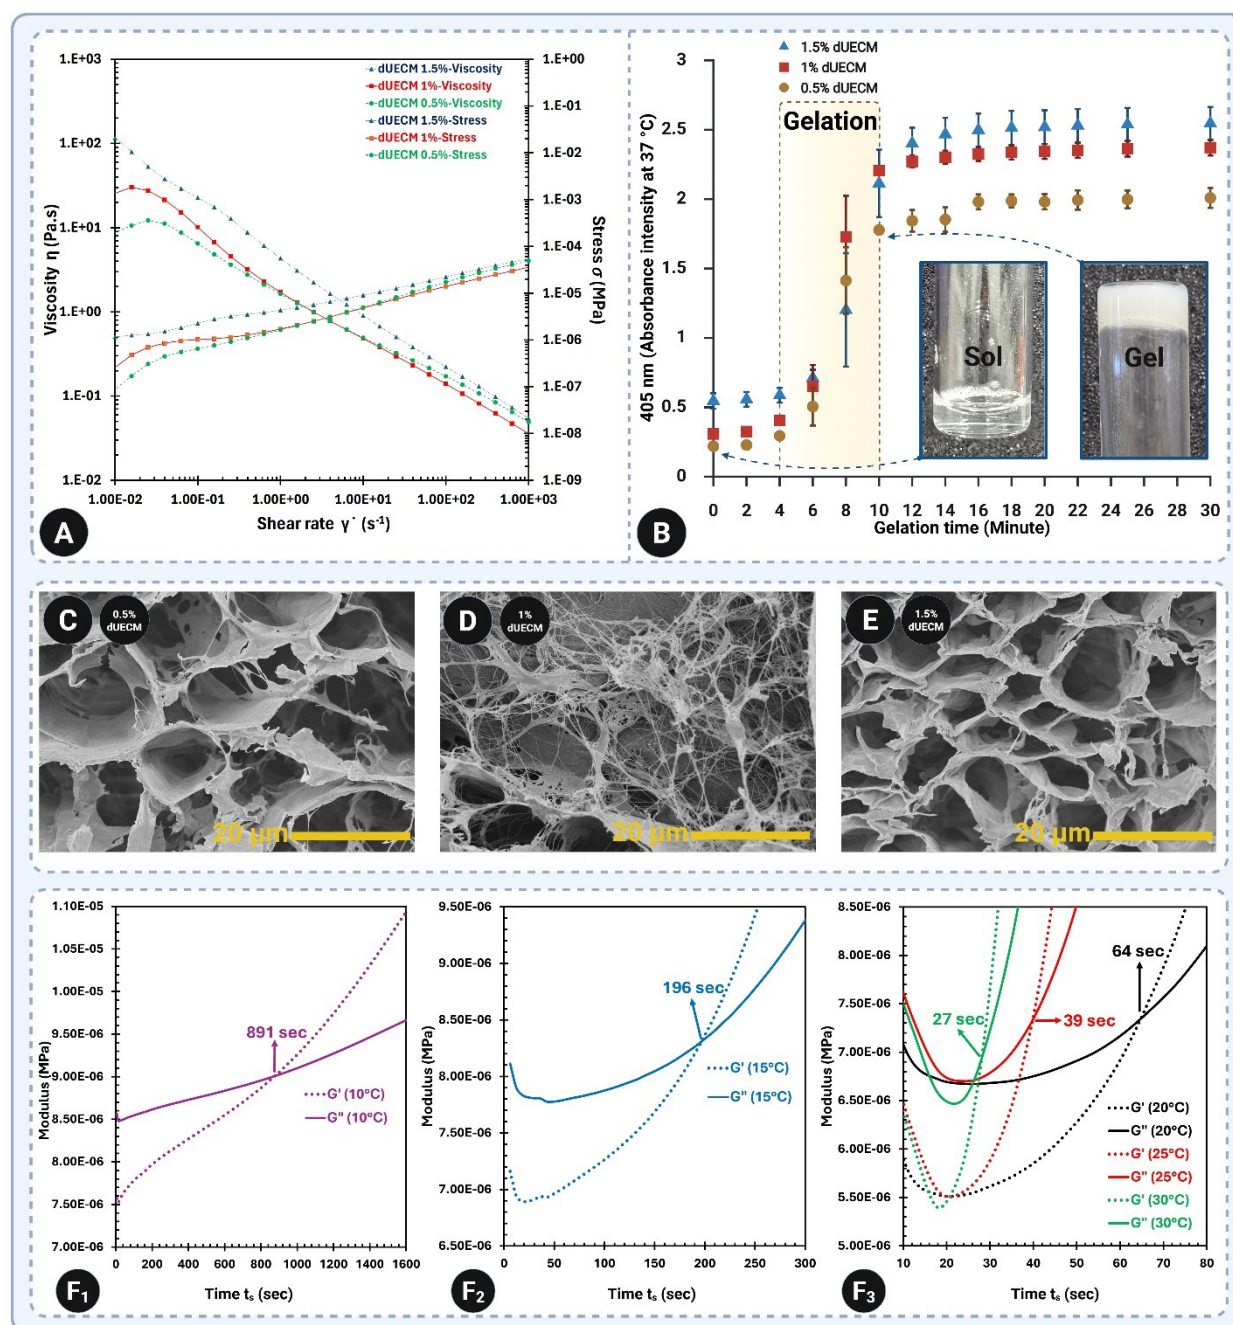 1.E+03
1.E+02
1.E+01
1.E+00
1.E-01
1.E-02
Viscosity η (Pa.s)
dUECM 1.5%-Viscosity
dUECM 1%-Viscosity
dUECM 0.5%-Viscosity
dUECM 1.5%-Stress
dUECM 1%-Stress
dUECM 0.5%-Stress
1.E+00
1.E-01
1.E-02
1.E-03
1.E-04
1.E-05
1.E-06
1.E-07
1.E-08
1.E-09
Stress σ (MPa)
1.00E-02 1.00E-01 1.00E+00 1.00E+01 1.00E+02 1.00E+03
Shear rate γ˙ (s-1)
A
1.5% dUECM
1% dUECM
0.5% dUECM
3
2.5
2
1.5
1
0.5
0
405 nm (Absorbance intensity at 37 °C)
Gelation
Sol
Gel
0 2 4 6 8 10 12 14 16 18 20 22 24 26 28 30
Gelation time (Minute)
B
C
0.5%
dUECM
20 µm
D
1%
dUECM
20 µm
E
1.5%
dUECM
20 µm
1.10E-05
1.05E-05
1.00E-05
9.50E-06
9.00E-06
8.50E-06
8.00E-06
7.50E-06
7.00E-06
Modulus (MPa)
891 sec
G' (10°C)
G" (10°C)
0 200 400 600 800 1000 1200 1400 1600
Time ts (sec)
F1
9.50E-06
9.00E-06
8.50E-06
8.00E-06
7.50E-06
7.00E-06
6.50E-06
Modulus (MPa)
196 sec
G' (15°C)
G" (15°C)
0 50 100 150 200 250 300
Time ts (sec)
F2
8.50E-06
8.00E-06
7.50E-06
7.00E-06
6.50E-06
6.00E-06
5.50E-06
5.00E-06
Modulus (MPa)
64 sec
27 sec
39 sec
G' (20°C)
G" (20°C)
G' (25°C)
G" (25°C)
G' (30°C)
G" (30°C)
10 20 30 40 50 60 70 80
Time ts (sec)
F3